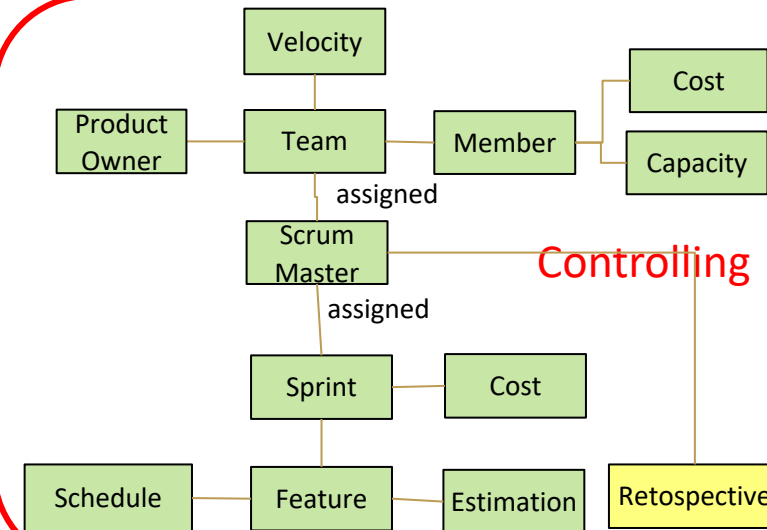 Velocity
Cost
Product
Owner
Team
Member
Capacity
assigned
Scrum
Master
Controlling
assigned
Sprint
Cost
Schedule
Feature
Estimation
Retospective